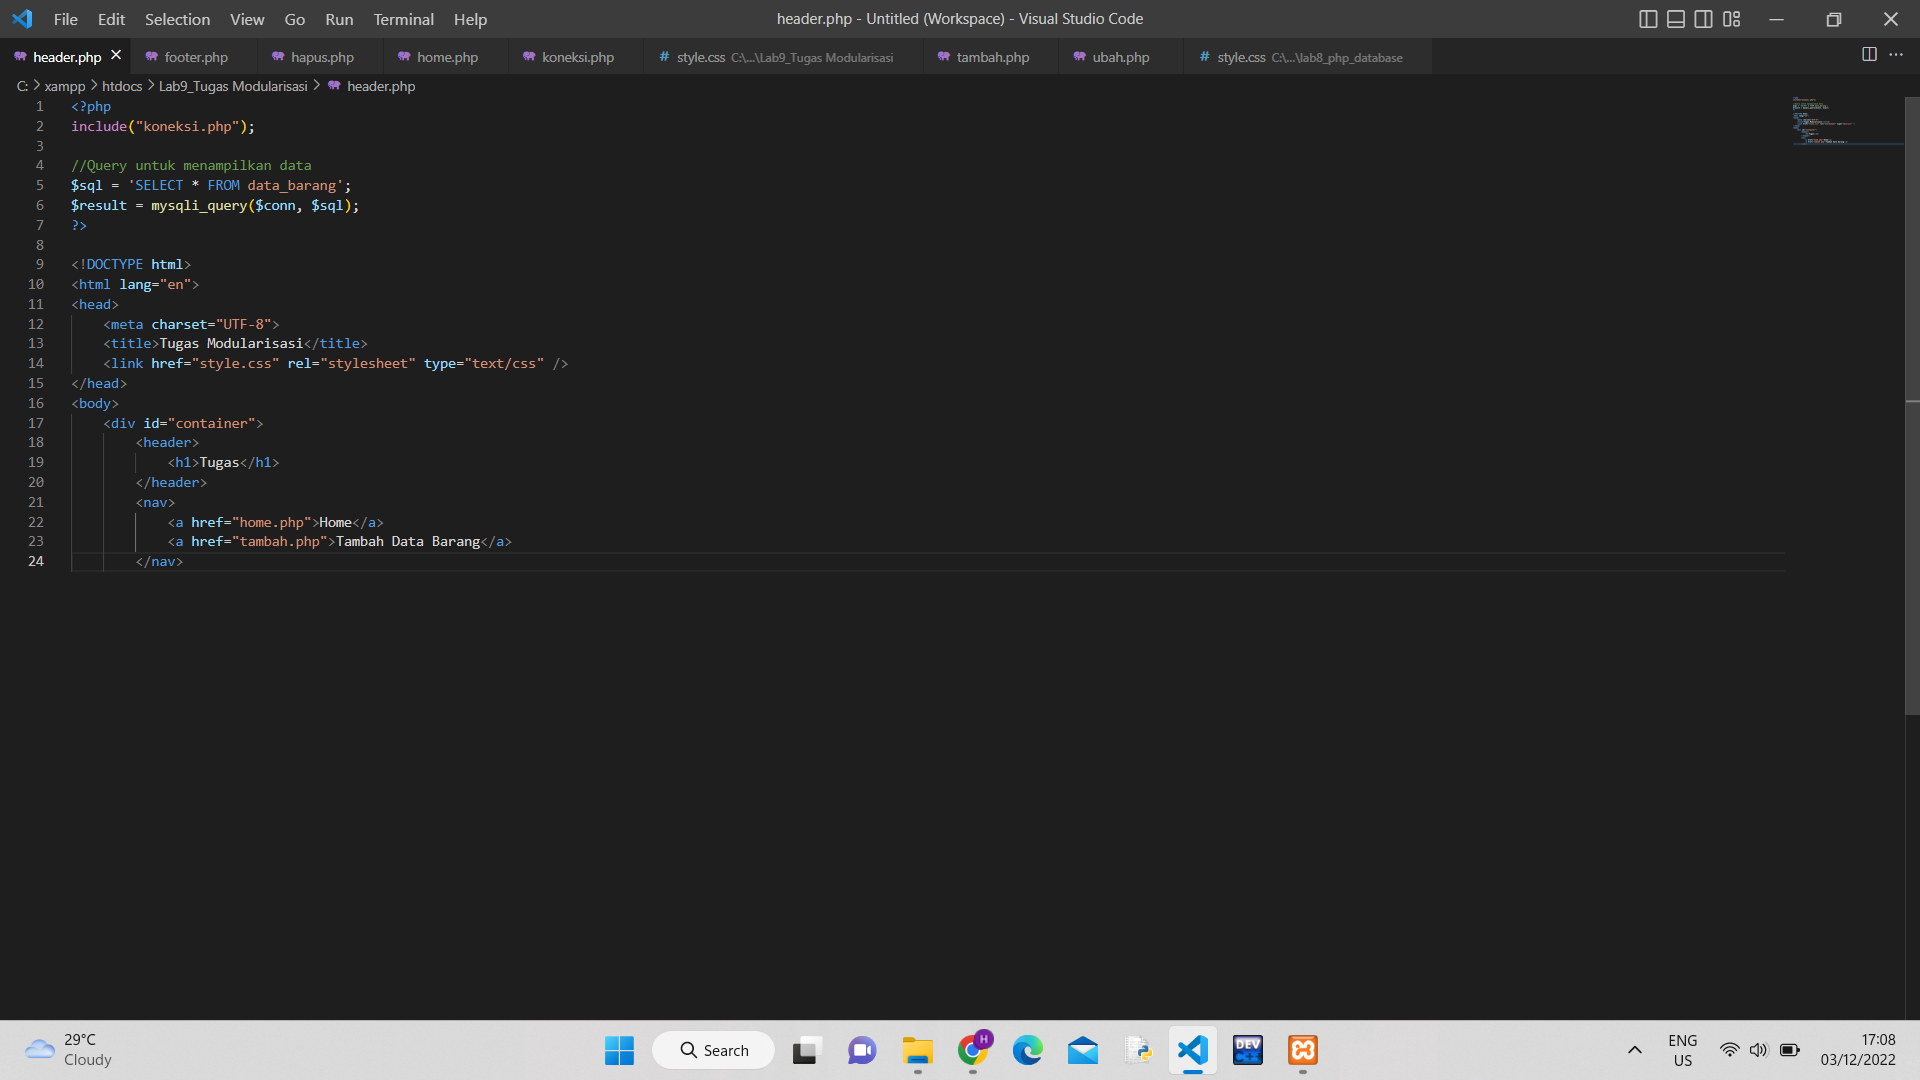 File Edit Selection View Go Run Terminal Help header.php - Untitled (Workspace) - Visual Studio Code
header.php footer.php hapus.php home.php koneksi.php # style.css C:\...\Lab9_Tugas Modularisasi tambah.php ubah.php # style.css C:\...\lab8_php_database
C: > xampp > htdocs > Lab9_Tugas Modularisasi > header.php
1 <?php
2 include("koneksi.php");
3
4 //Query untuk menampilkan data
5 $sql = 'SELECT * FROM data_barang';
6 $result = mysqli_query($conn, $sql);
7 ?>
8
9 <!DOCTYPE html>
10 <html lang="en">
11 <head>
12     <meta charset="UTF-8">
13     <title>Tugas Modularisasi</title>
14     <link href="style.css" rel="stylesheet" type="text/css" />
15 </head>
16 <body>
17     <div id="container">
18         <header>
19             <h1>Tugas</h1>
20         </header>
21         <nav>
22             <a href="home.php">Home</a>
23             <a href="tambah.php">Tambah Data Barang</a>
24         </nav>
29°C
Cloudy
Search
H
DEV
C++
ENG
US
17:08
03/12/2022